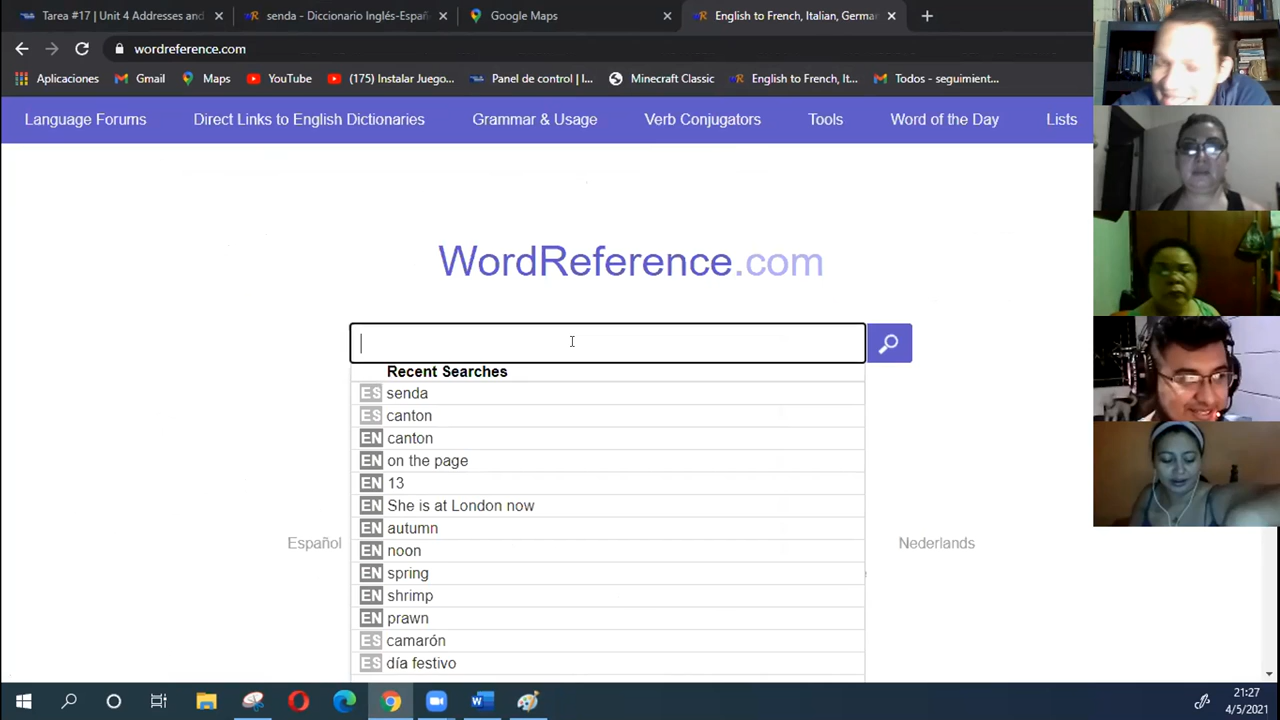 Tarea #17 | Unit 4 Addresses and
senda - Diccionario Inglés-Españ
Google Maps
English to French, Italian, Germa
wordreference.com
Aplicaciones
Gmail
Maps
YouTube
(175) Instalar Juego...
Panel de control | I...
Minecraft Classic
English to French, It...
Todos - seguimient...
Language Forums
Direct Links to English Dictionaries
Grammar & Usage
Verb Conjugators
Tools
Word of the Day
Lists
WordReference.com
Recent Searches
ES senda
ES canton
EN canton
EN on the page
EN 13
EN She is at London now
EN autumn
EN noon
EN spring
EN shrimp
EN prawn
ES camarón
ES día festivo
Español
Nederlands
21:27
4/5/2021